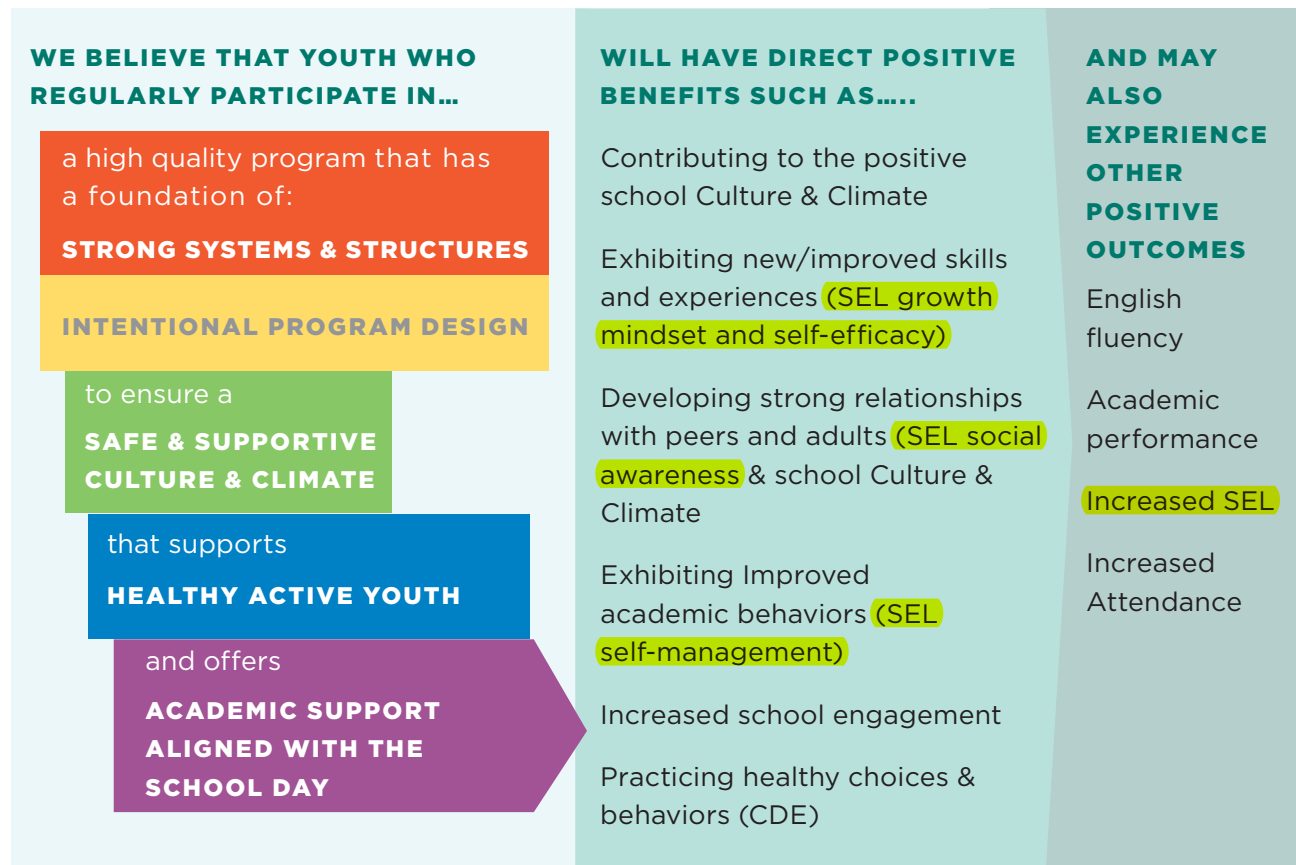 WE BELIEVE THAT YOUTH WHO
REGULARLY PARTICIPATE IN...
a high quality program that has
a foundation of:
STRONG SYSTEMS & STRUCTURES
INTENTIONAL PROGRAM DESIGN
to ensure a
SAFE & SUPPORTIVE
CULTURE & CLIMATE
that supports
HEALTHY ACTIVE YOUTH
and offers
ACADEMIC SUPPORT
ALIGNED WITH THE
SCHOOL DAY
WILL HAVE DIRECT POSITIVE
BENEFITS SUCH AS.....
Contributing to the positive
school Culture & Climate
Exhibiting new/improved skills
and experiences (SEL growth
mindset and self-efficacy)
Developing strong relationships
with peers and adults (SEL social
awareness & school Culture &
Climate
Exhibiting Improved
academic behaviors (SEL
self-management)
Increased school engagement
Practicing healthy choices &
behaviors (CDE)
AND MAY
ALSO
EXPERIENCE
OTHER
POSITIVE
OUTCOMES
English
fluency
Academic
performance
Increased SEL
Increased
Attendance